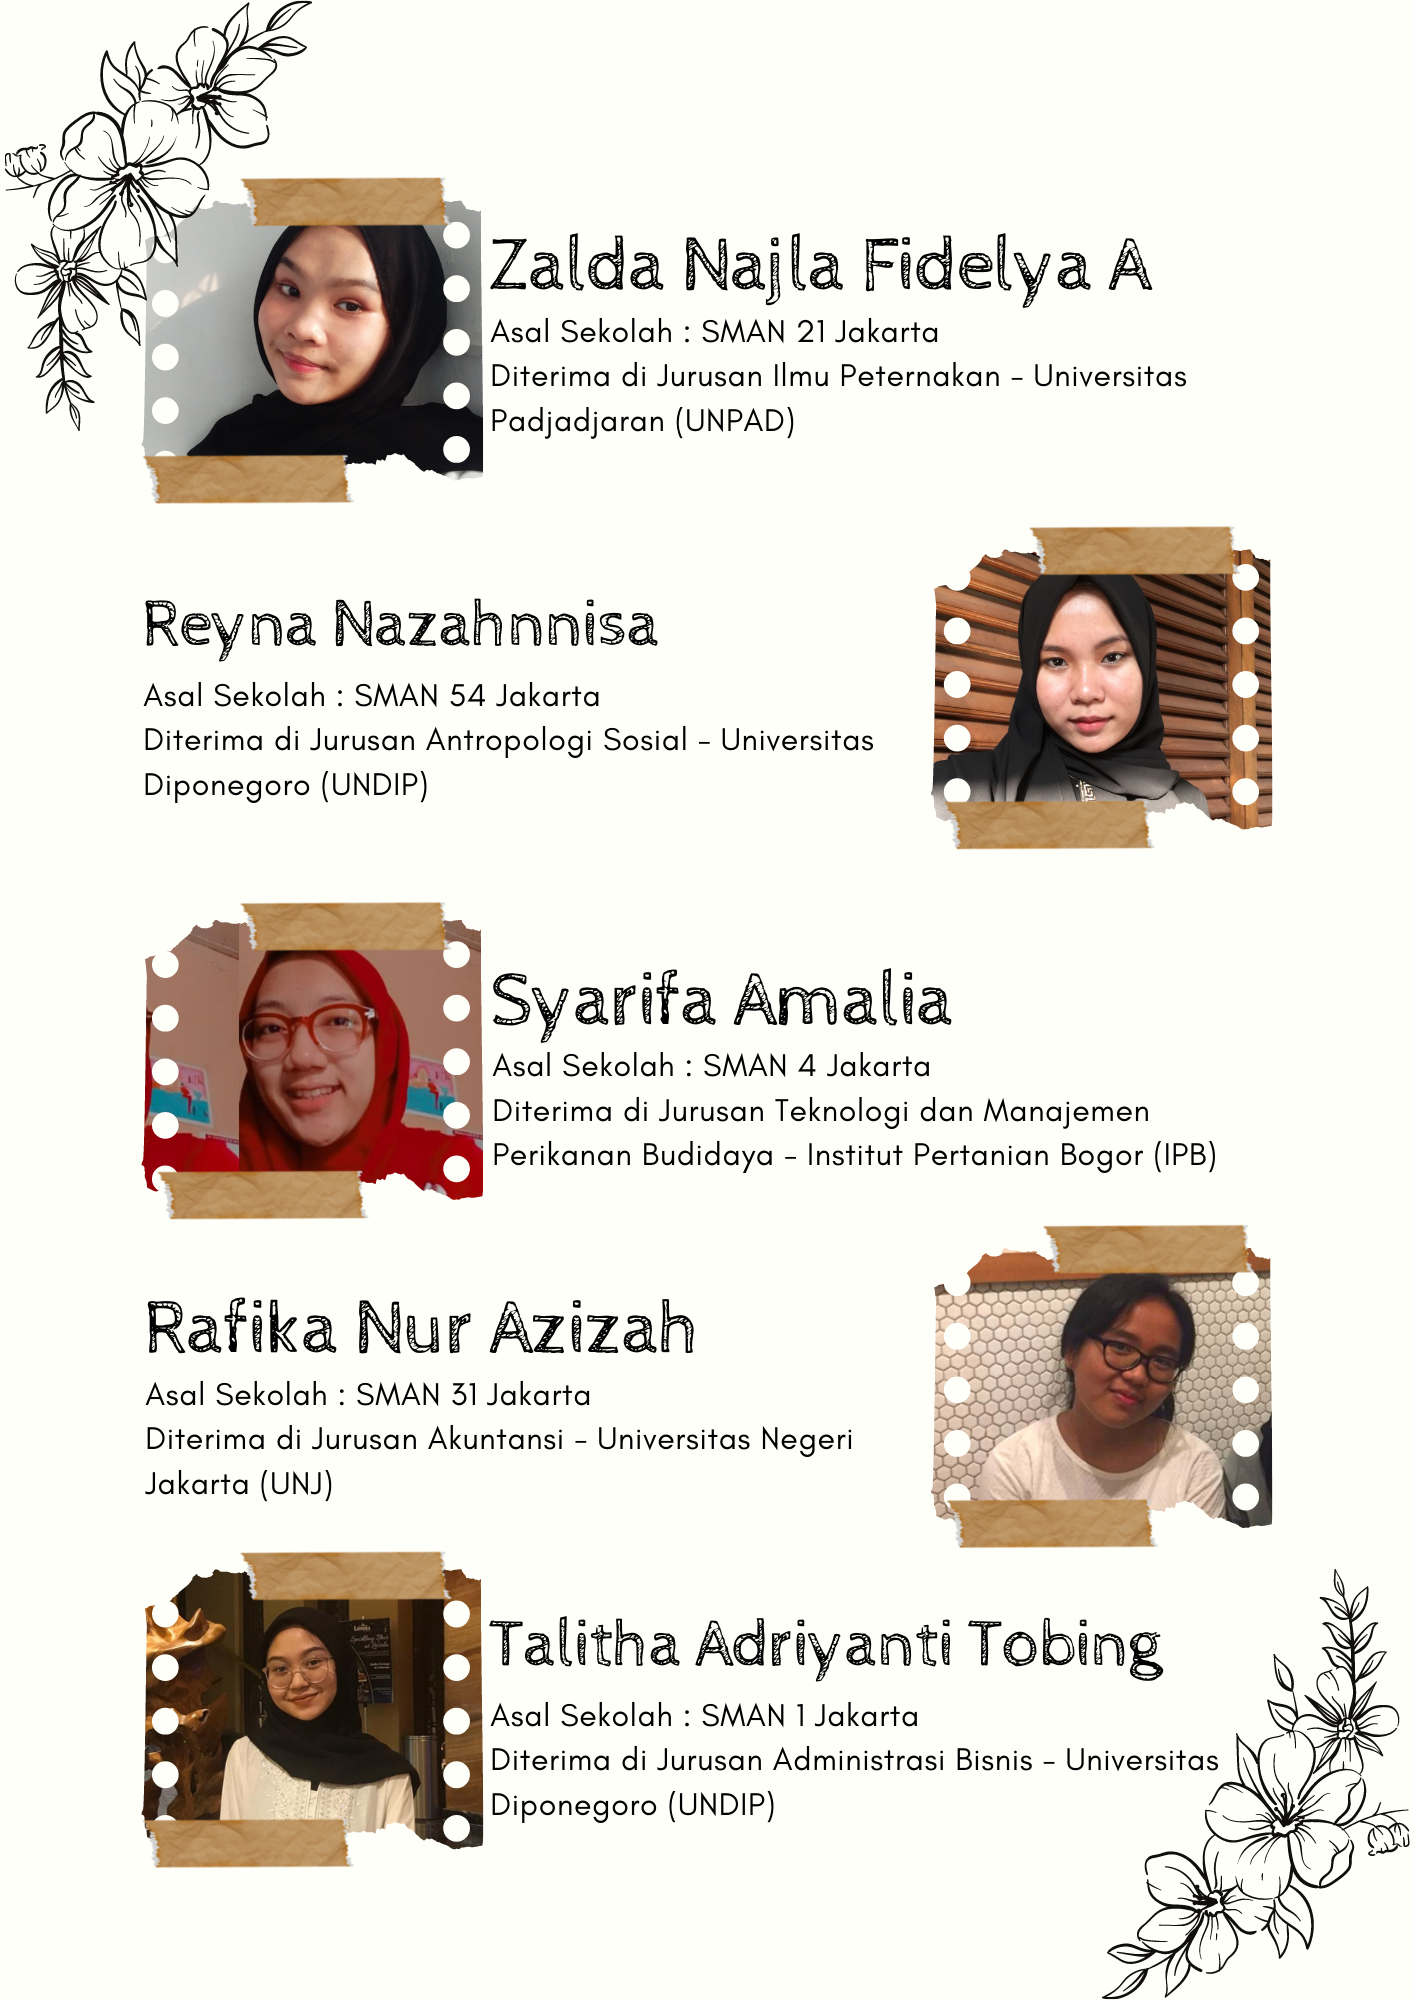 Zalda Najla Fidelya A
Asal Sekolah : SMAN 21 Jakarta
Diterima di Jurusan Ilmu Peternakan - Universitas
Padjadjaran (UNPAD)
Reyna Nazahnnisa
Asal Sekolah : SMAN 54 Jakarta
Diterima di Jurusan Antropologi Sosial - Universitas
Diponegoro (UNDIP)
Syarifa Amalia
Asal Sekolah : SMAN 4 Jakarta
Diterima di Jurusan Teknologi dan Manajemen
Perikanan Budidaya - Institut Pertanian Bogor (IPB)
Rafika Nur Azizah
Asal Sekolah : SMAN 31 Jakarta
Diterima di Jurusan Akuntansi - Universitas Negeri
Jakarta (UNJ)
Talitha Adriyanti Tobing
Asal Sekolah : SMAN 1 Jakarta
Diterima di Jurusan Administrasi Bisnis - Universitas
Diponegoro (UNDIP)